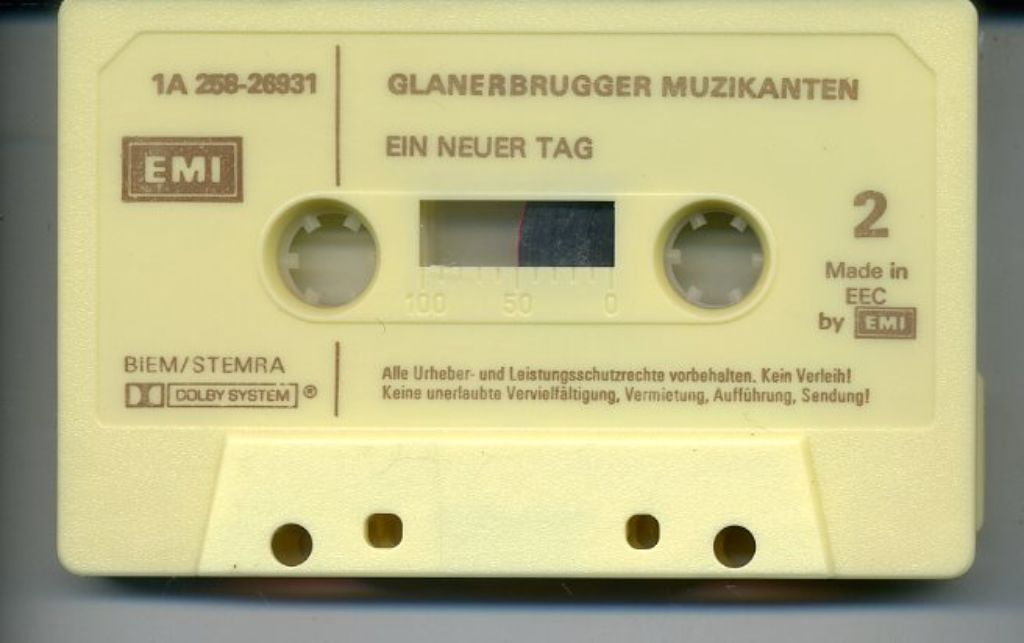 1A 258-26931
GLANERBRUGGER MUZIKANTEN
EIN NEUER TAG
EMI
2
Made in
EEC
by EMI
100 50 0
BIEM/STEMRA
DOLBY SYSTEM ®
Alle Urheber- und Leistungsschutzrechte vorbehalten. Kein Verleih!
Keine unerlaubte Vervielfältigung, Vermietung, Aufführung, Sendung!